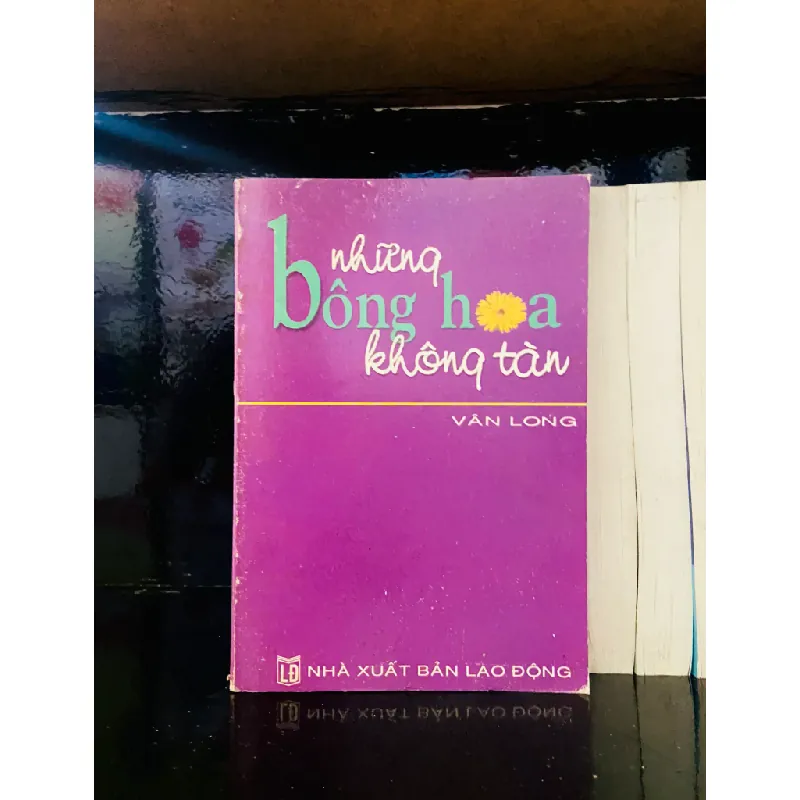 những
bông hoa
không tàn
VÂN LONG
LĐ NHÀ XUẤT BẢN LAO ĐỘNG